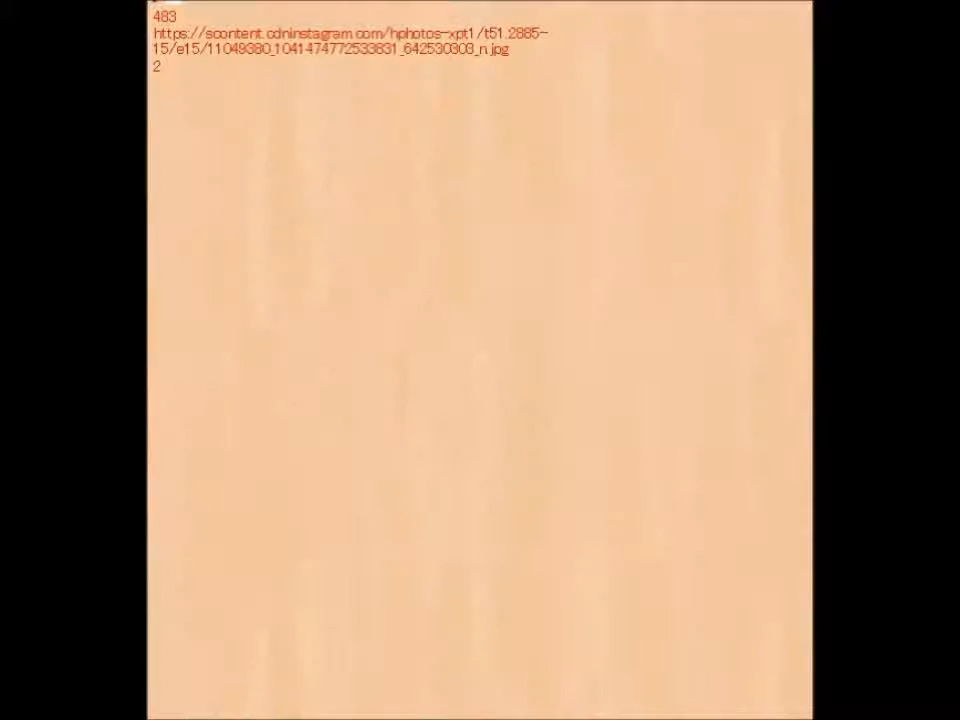 483
https://scontent.cdninstagram.com/hphotos-xpt1/t51.2885-
15/e15/11049380_1041474772533831_642530303_n.jpg
2